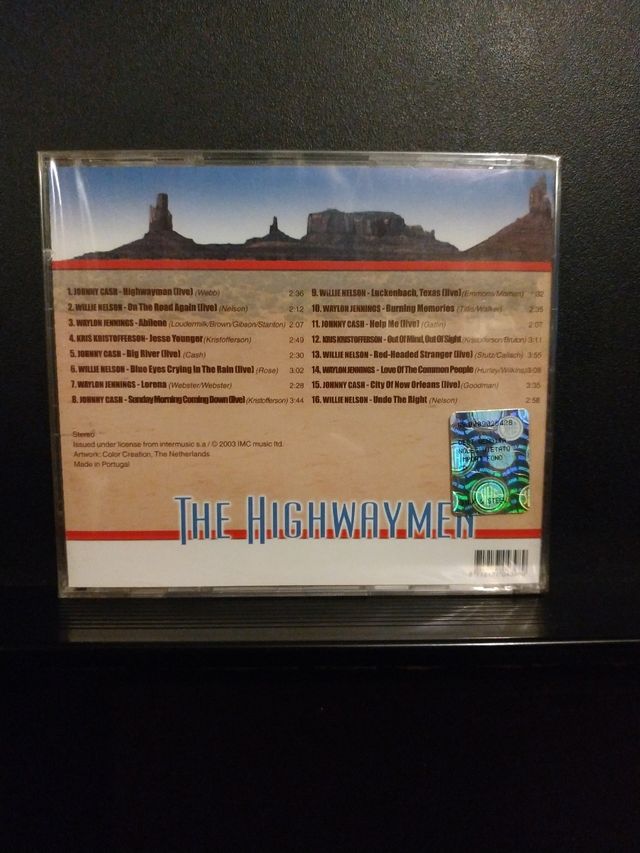 1. JOHNNY CASH - Highwayman (live) (Webb) 2:36
2. WILLIE NELSON - On The Road Again (live) (Nelson) 2:12
3. WAYLON JENNINGS - Abilene (Loudermilk/Brown/Gibson/Stanton) 2:07
4. KRIS KRISTOFFERSON - Jesse Younger (Kristofferson) 2:49
5. JOHNNY CASH - Big River (live) (Cash) 2:30
6. WILLIE NELSON - Blue Eyes Crying In The Rain (live) (Rose) 3:02
7. WAYLON JENNINGS - Lorena (Webster/Webster) 2:28
8. JOHNNY CASH - Sunday Morning Coming Down (live) (Kristofferson) 3:44
9. WILLIE NELSON - Luckenbach, Texas (live) (Emmons/Moman)
10. WAYLON JENNINGS - Burning Memories (Tillis/Walker) 2:35
11. JOHNNY CASH - Help Me (live) (Gatlin) 2:07
12. KRIS KRISTOFFERSON - Out Of Mind, Out Of Sight (Kristofferson/Bruton) 3:11
13. WILLIE NELSON - Red-Headed Stranger (live) (Stutz/Calisch) 3:55
14. WAYLON JENNINGS - Love Of The Common People (Hurley/Wilkins) 3:08
15. JOHNNY CASH - City Of New Orleans (live) (Goodman) 3:35
16. WILLIE NELSON - Undo The Right (Nelson) 2:58
Stereo
Issued under license from intermusic s.a / © 2003 IMC music ltd.
Artwork: Color Creation, The Netherlands
Made in Portugal
THE HIGHWAYMEN